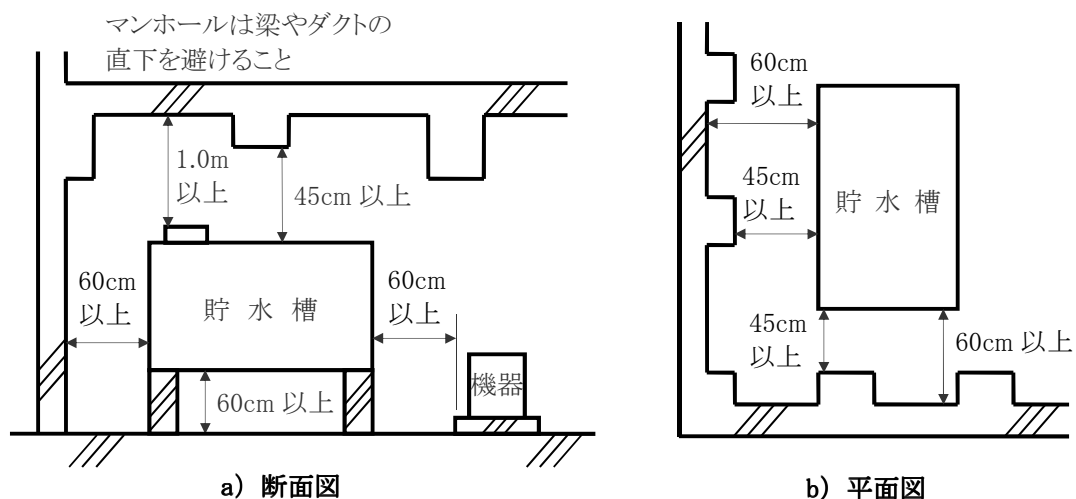 マンホールは梁やダクトの
直下を避けること
1.0m
以上
45cm 以上
60cm
以上
貯 水 槽
60cm
以上
60cm 以上
機器
a) 断面図
60cm
以上
45cm
以上
貯 水 槽
45cm
以上
60cm 以上
b) 平面図